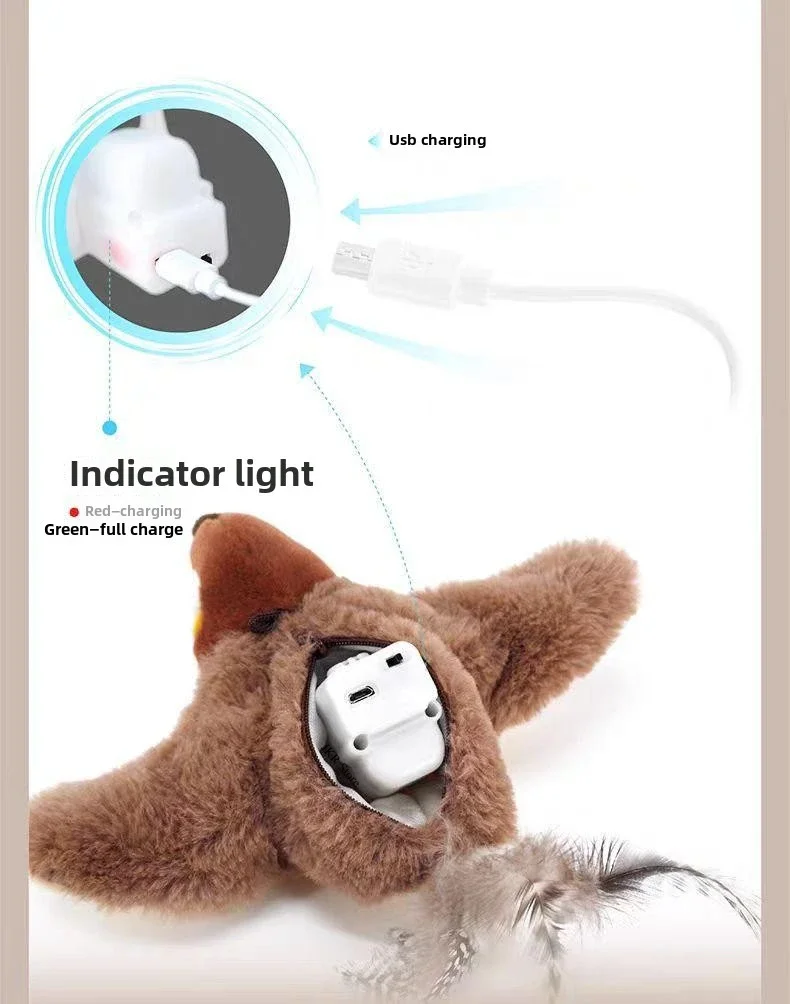 Usb charging
Indicator light
Red–charging
Green–full charge